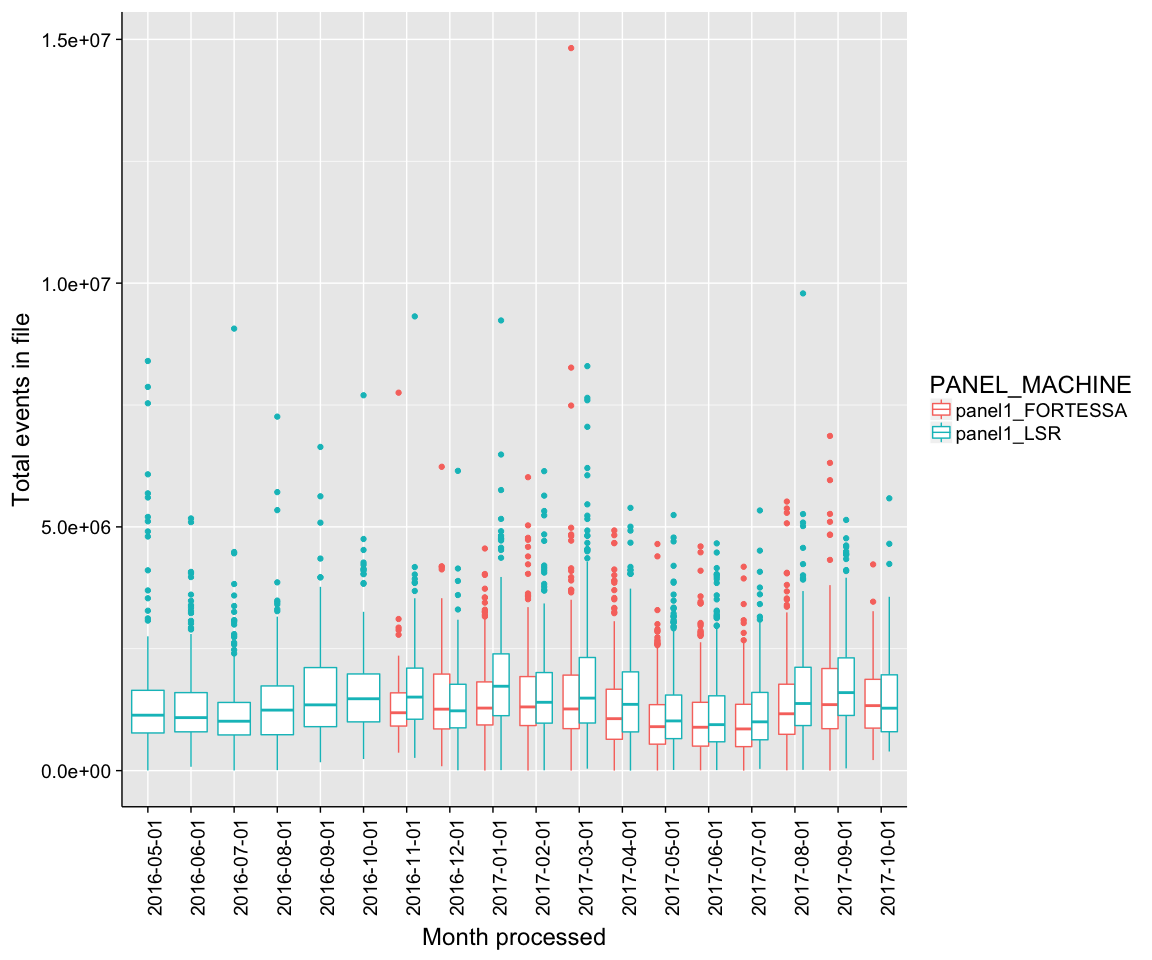 Total events in file
1.5e+07
1.0e+07
5.0e+06
0.0e+00
2016-05-01
2016-06-01
2016-07-01
2016-08-01
2016-09-01
2016-10-01
2016-11-01
2016-12-01
2017-01-01
2017-02-01
2017-03-01
2017-04-01
2017-05-01
2017-06-01
2017-07-01
2017-08-01
2017-09-01
2017-10-01
Month processed
PANEL_MACHINE
panel1_FORTESSA
panel1_LSR